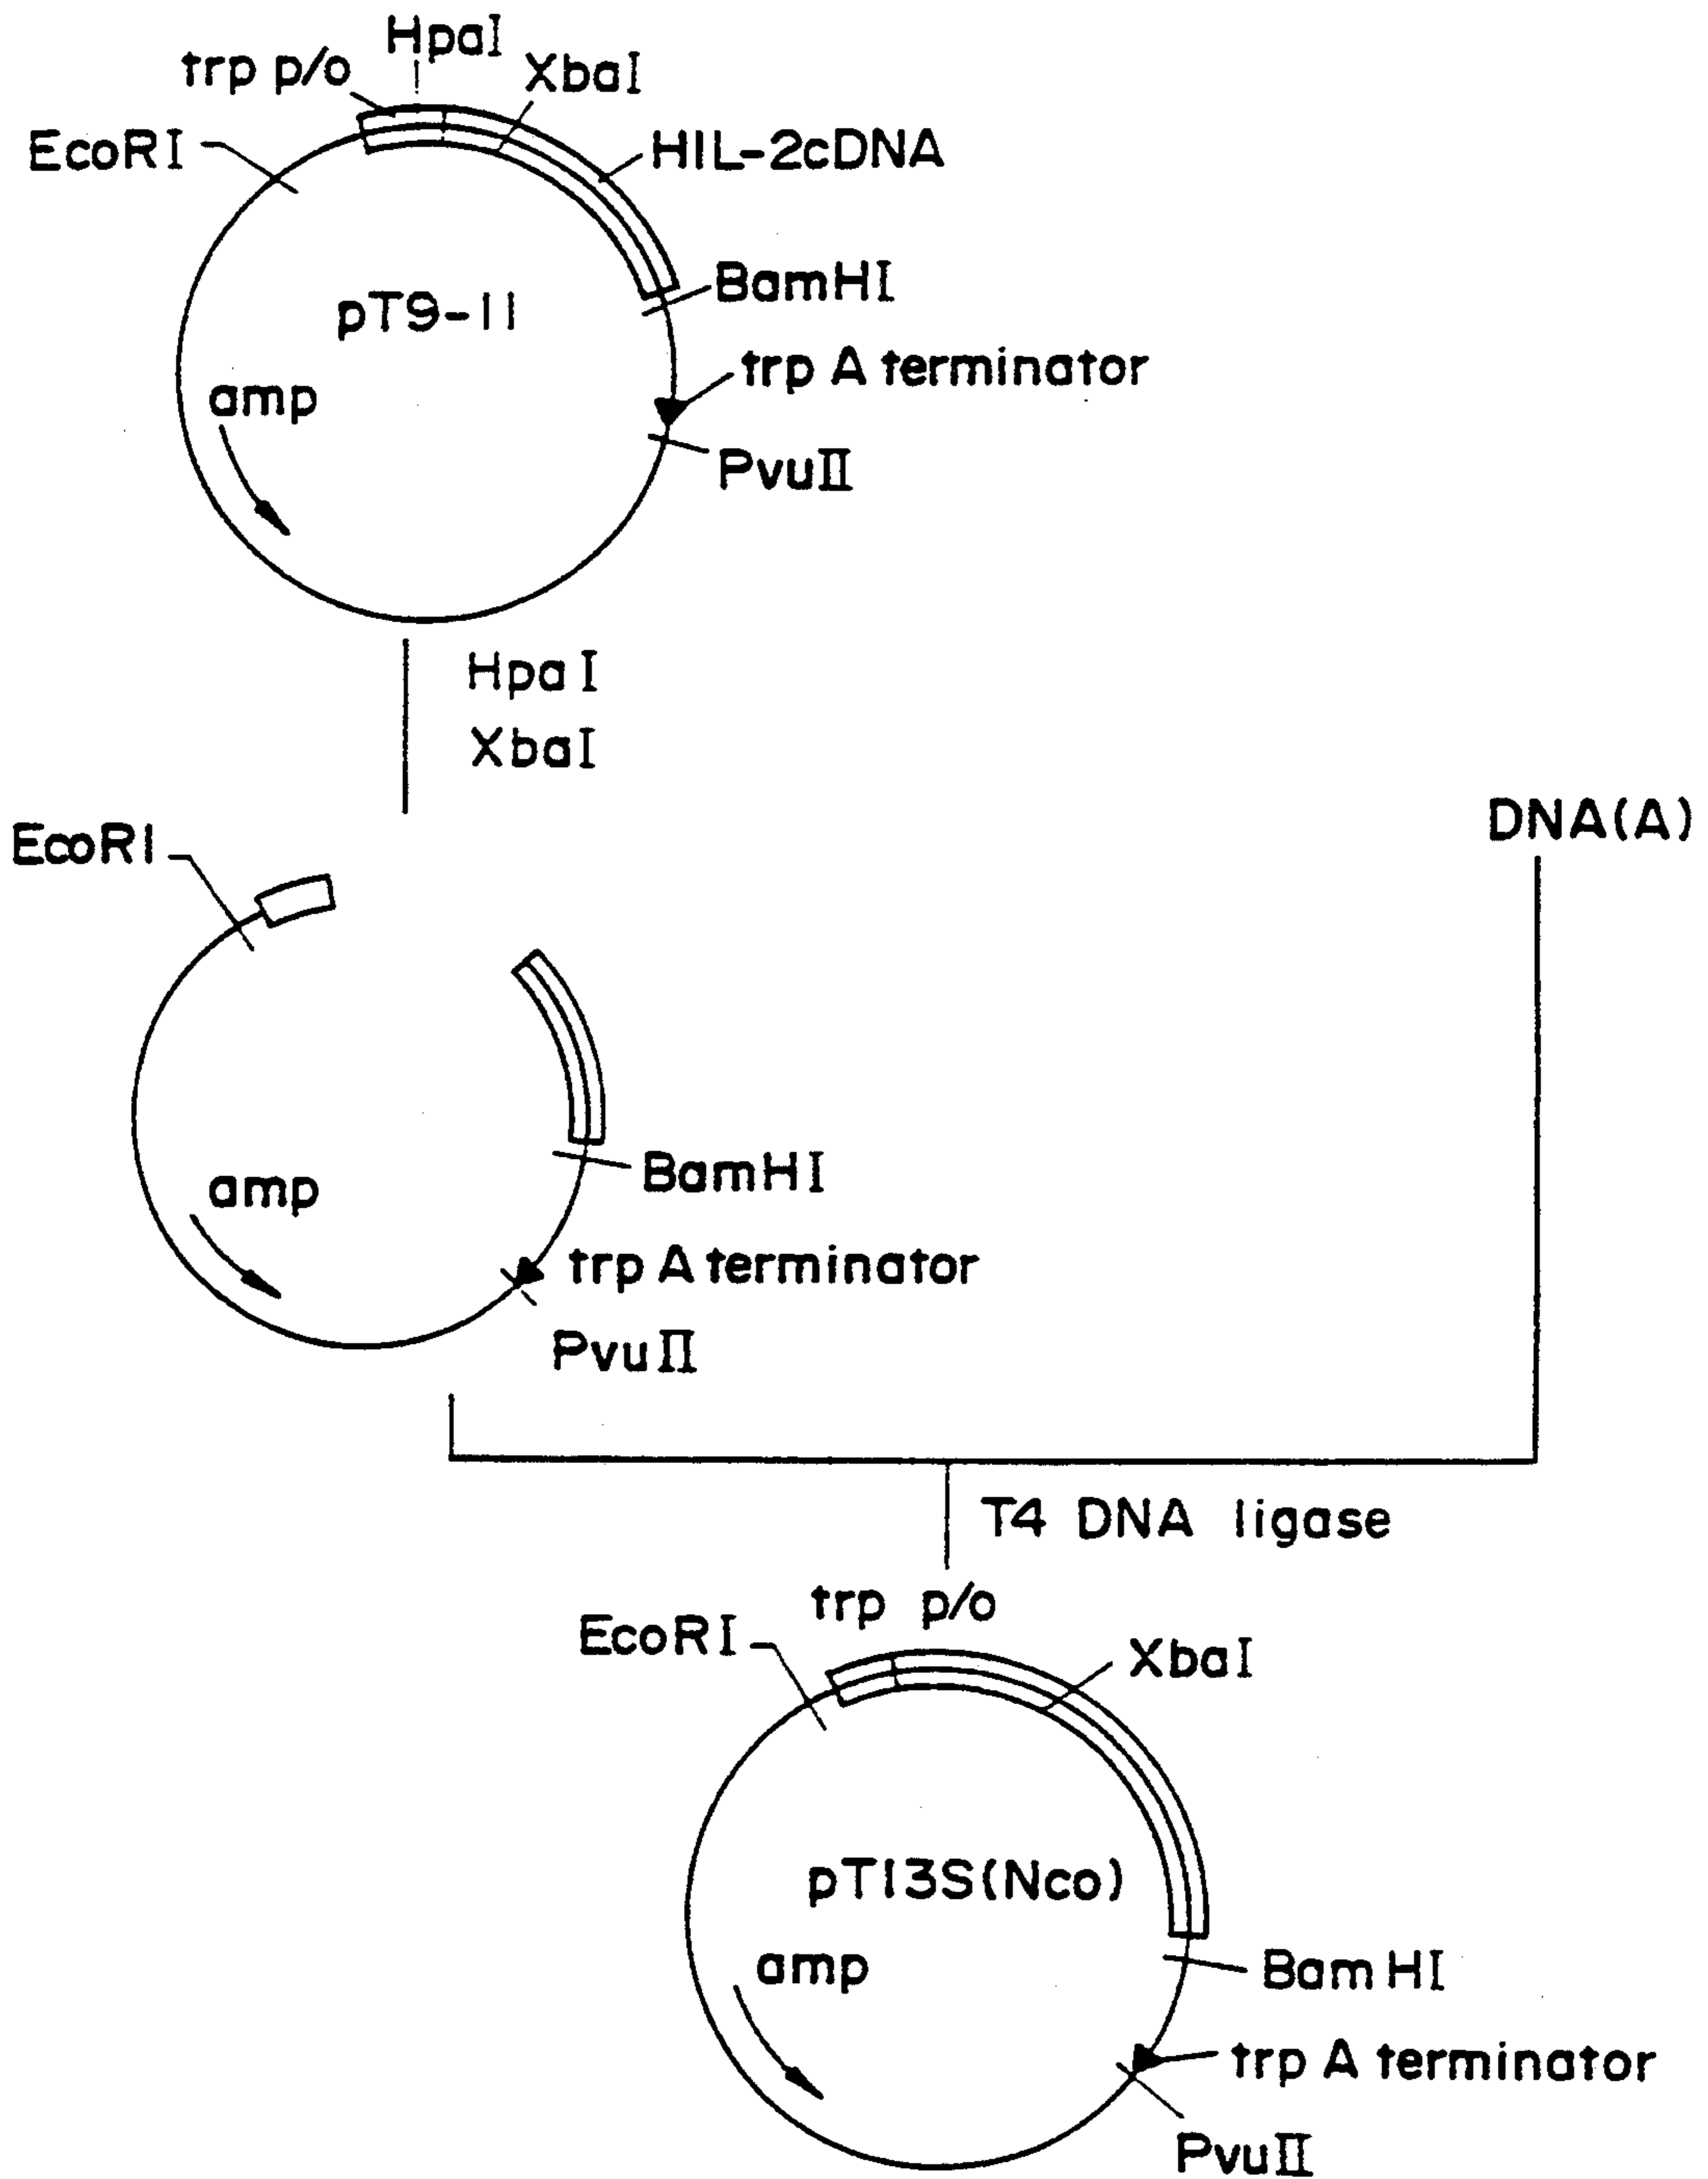 HpaI
trp p/o
XbaI
EcoRI
HIL-2cDNA
BamHI
pT9-11
trp A terminator
amp
PvuII
HpaI
XbaI
DNA(A)
EcoRI
BamHI
amp
trp A terminator
PvuII
T4 DNA ligase
trp p/o
EcoRI
XbaI
pT13S(Nco)
amp
BamHI
trp A terminator
PvuII